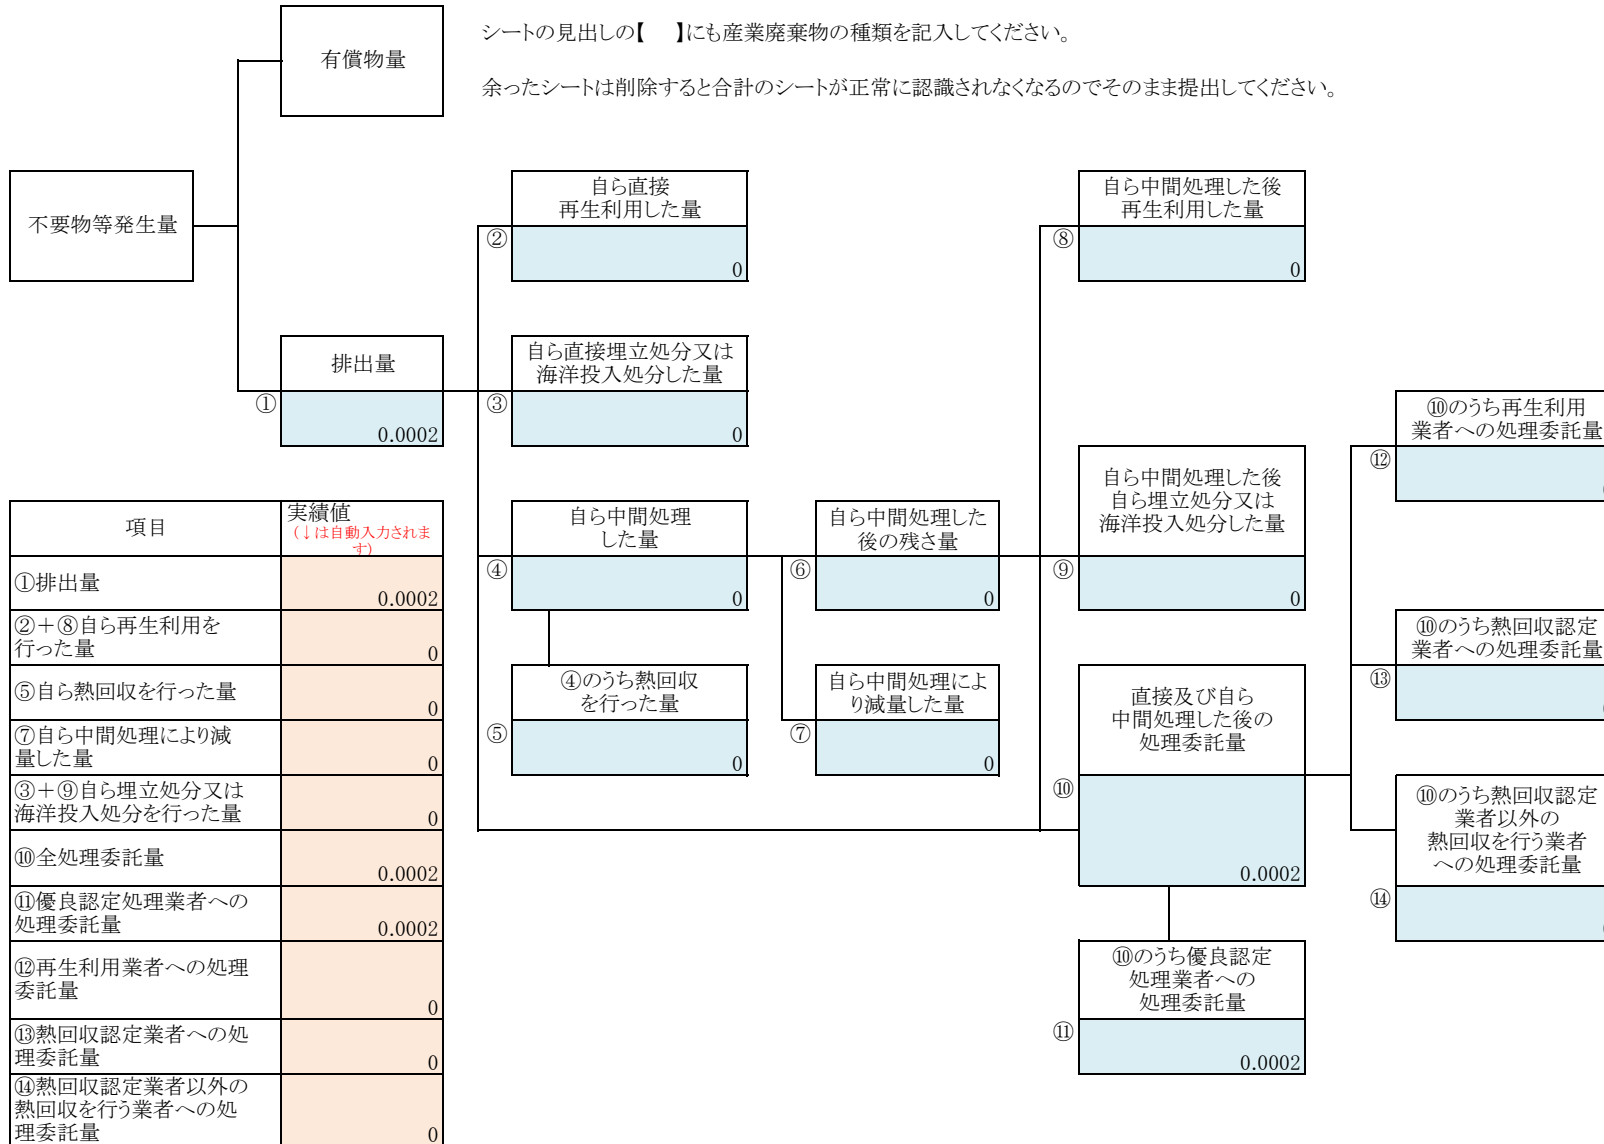 シートの見出しの【　】にも産業廃棄物の種類を記入してください。
有償物量
余ったシートは削除すると合計のシートが正常に認識されなくなるのでそのまま提出してください。
不要物等発生量
自ら直接
再生利用した量
②
0
自ら中間処理した後
再生利用した量
⑧
0
排出量
①
0.0002
自ら直接埋立処分又は
海洋投入処分した量
③
0
⑩のうち再生利用
業者への処理委託量
⑫
自ら中間処理
した量
④
0
自ら中間処理した
後の残さ量
⑥
0
自ら中間処理した後
自ら埋立処分又は
海洋投入処分した量
⑨
0
⑩のうち熱回収認定
業者への処理委託量
⑬
④のうち熱回収
を行った量
⑤
0
自ら中間処理によ
り減量した量
⑦
0
直接及び自ら
中間処理した後の
処理委託量
⑩
0.0002
⑩のうち熱回収認定
業者以外の
熱回収を行う業者
への処理委託量
⑭
⑩のうち優良認定
処理業者への
処理委託量
⑪
0.0002
項目
実績値
(↓は自動入力されま
す)
①排出量
0.0002
②＋⑧自ら再生利用を
行った量
0
⑤自ら熱回収を行った量
0
⑦自ら中間処理により減
量した量
0
③＋⑨自ら埋立処分又は
海洋投入処分を行った量
0
⑩全処理委託量
0.0002
⑪優良認定処理業者への
処理委託量
0.0002
⑫再生利用業者への処理
委託量
0
⑬熱回収認定業者への処
理委託量
0
⑭熱回収認定業者以外の
熱回収を行う業者への処
理委託量
0